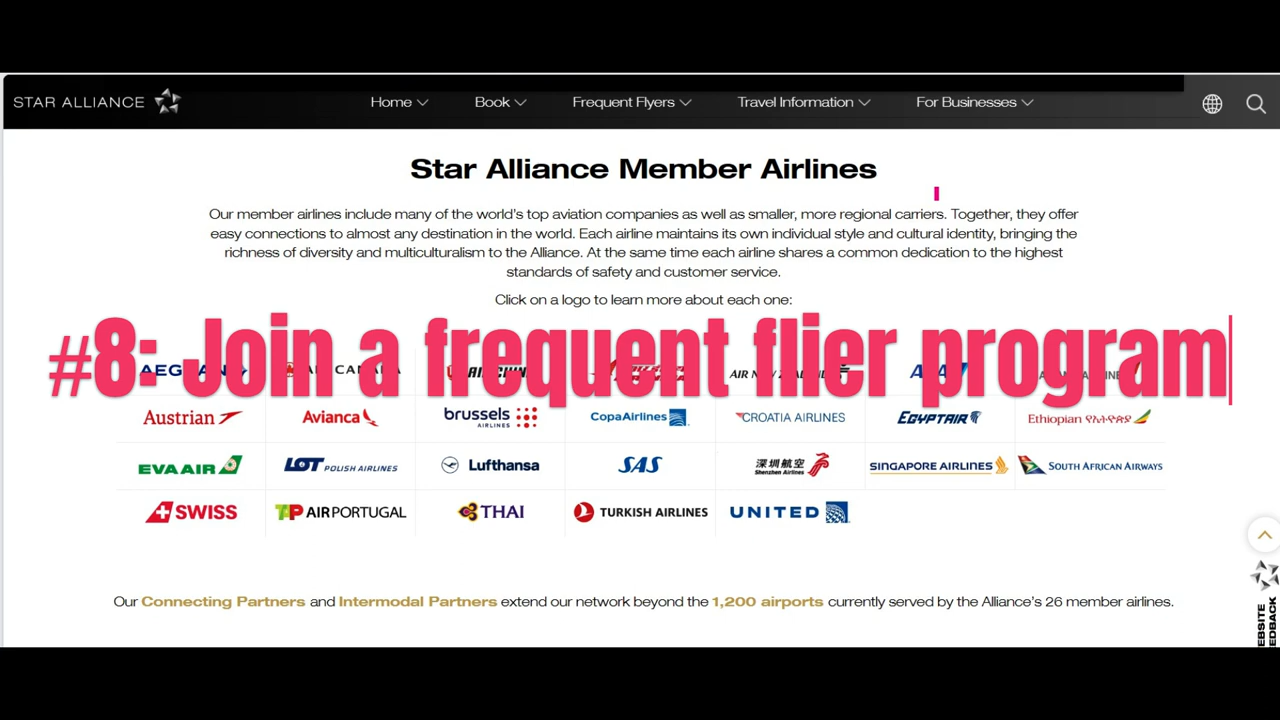 STAR ALLIANCE
Home Book Frequent Flyers Travel Information For Businesses
Star Alliance Member Airlines
Our member airlines include many of the world's top aviation companies as well as smaller, more regional carriers. Together, they offer
easy connections to almost any destination in the world. Each airline maintains its own individual style and cultural identity, bringing the
richness of diversity and multiculturalism to the Alliance. At the same time each airline shares a common dedication to the highest
standards of safety and customer service.
Click on a logo to learn more about each one:
#8: Join a frequent flier program
Austrian Avianca brussels AIRLINES CopaAirlines CROATIA AIRLINES EGYPTAIR Ethiopian የኢትዮጵያ
EVA AIR LOT POLISH AIRLINES Lufthansa SAS 深圳航空 Shenzhen Airlines SINGAPORE AIRLINES SOUTH AFRICAN AIRWAYS
SWISS TAP AIRPORTUGAL THAI TURKISH AIRLINES UNITED
Our Connecting Partners and Intermodal Partners extend our network beyond the 1,200 airports currently served by the Alliance's 26 member airlines.